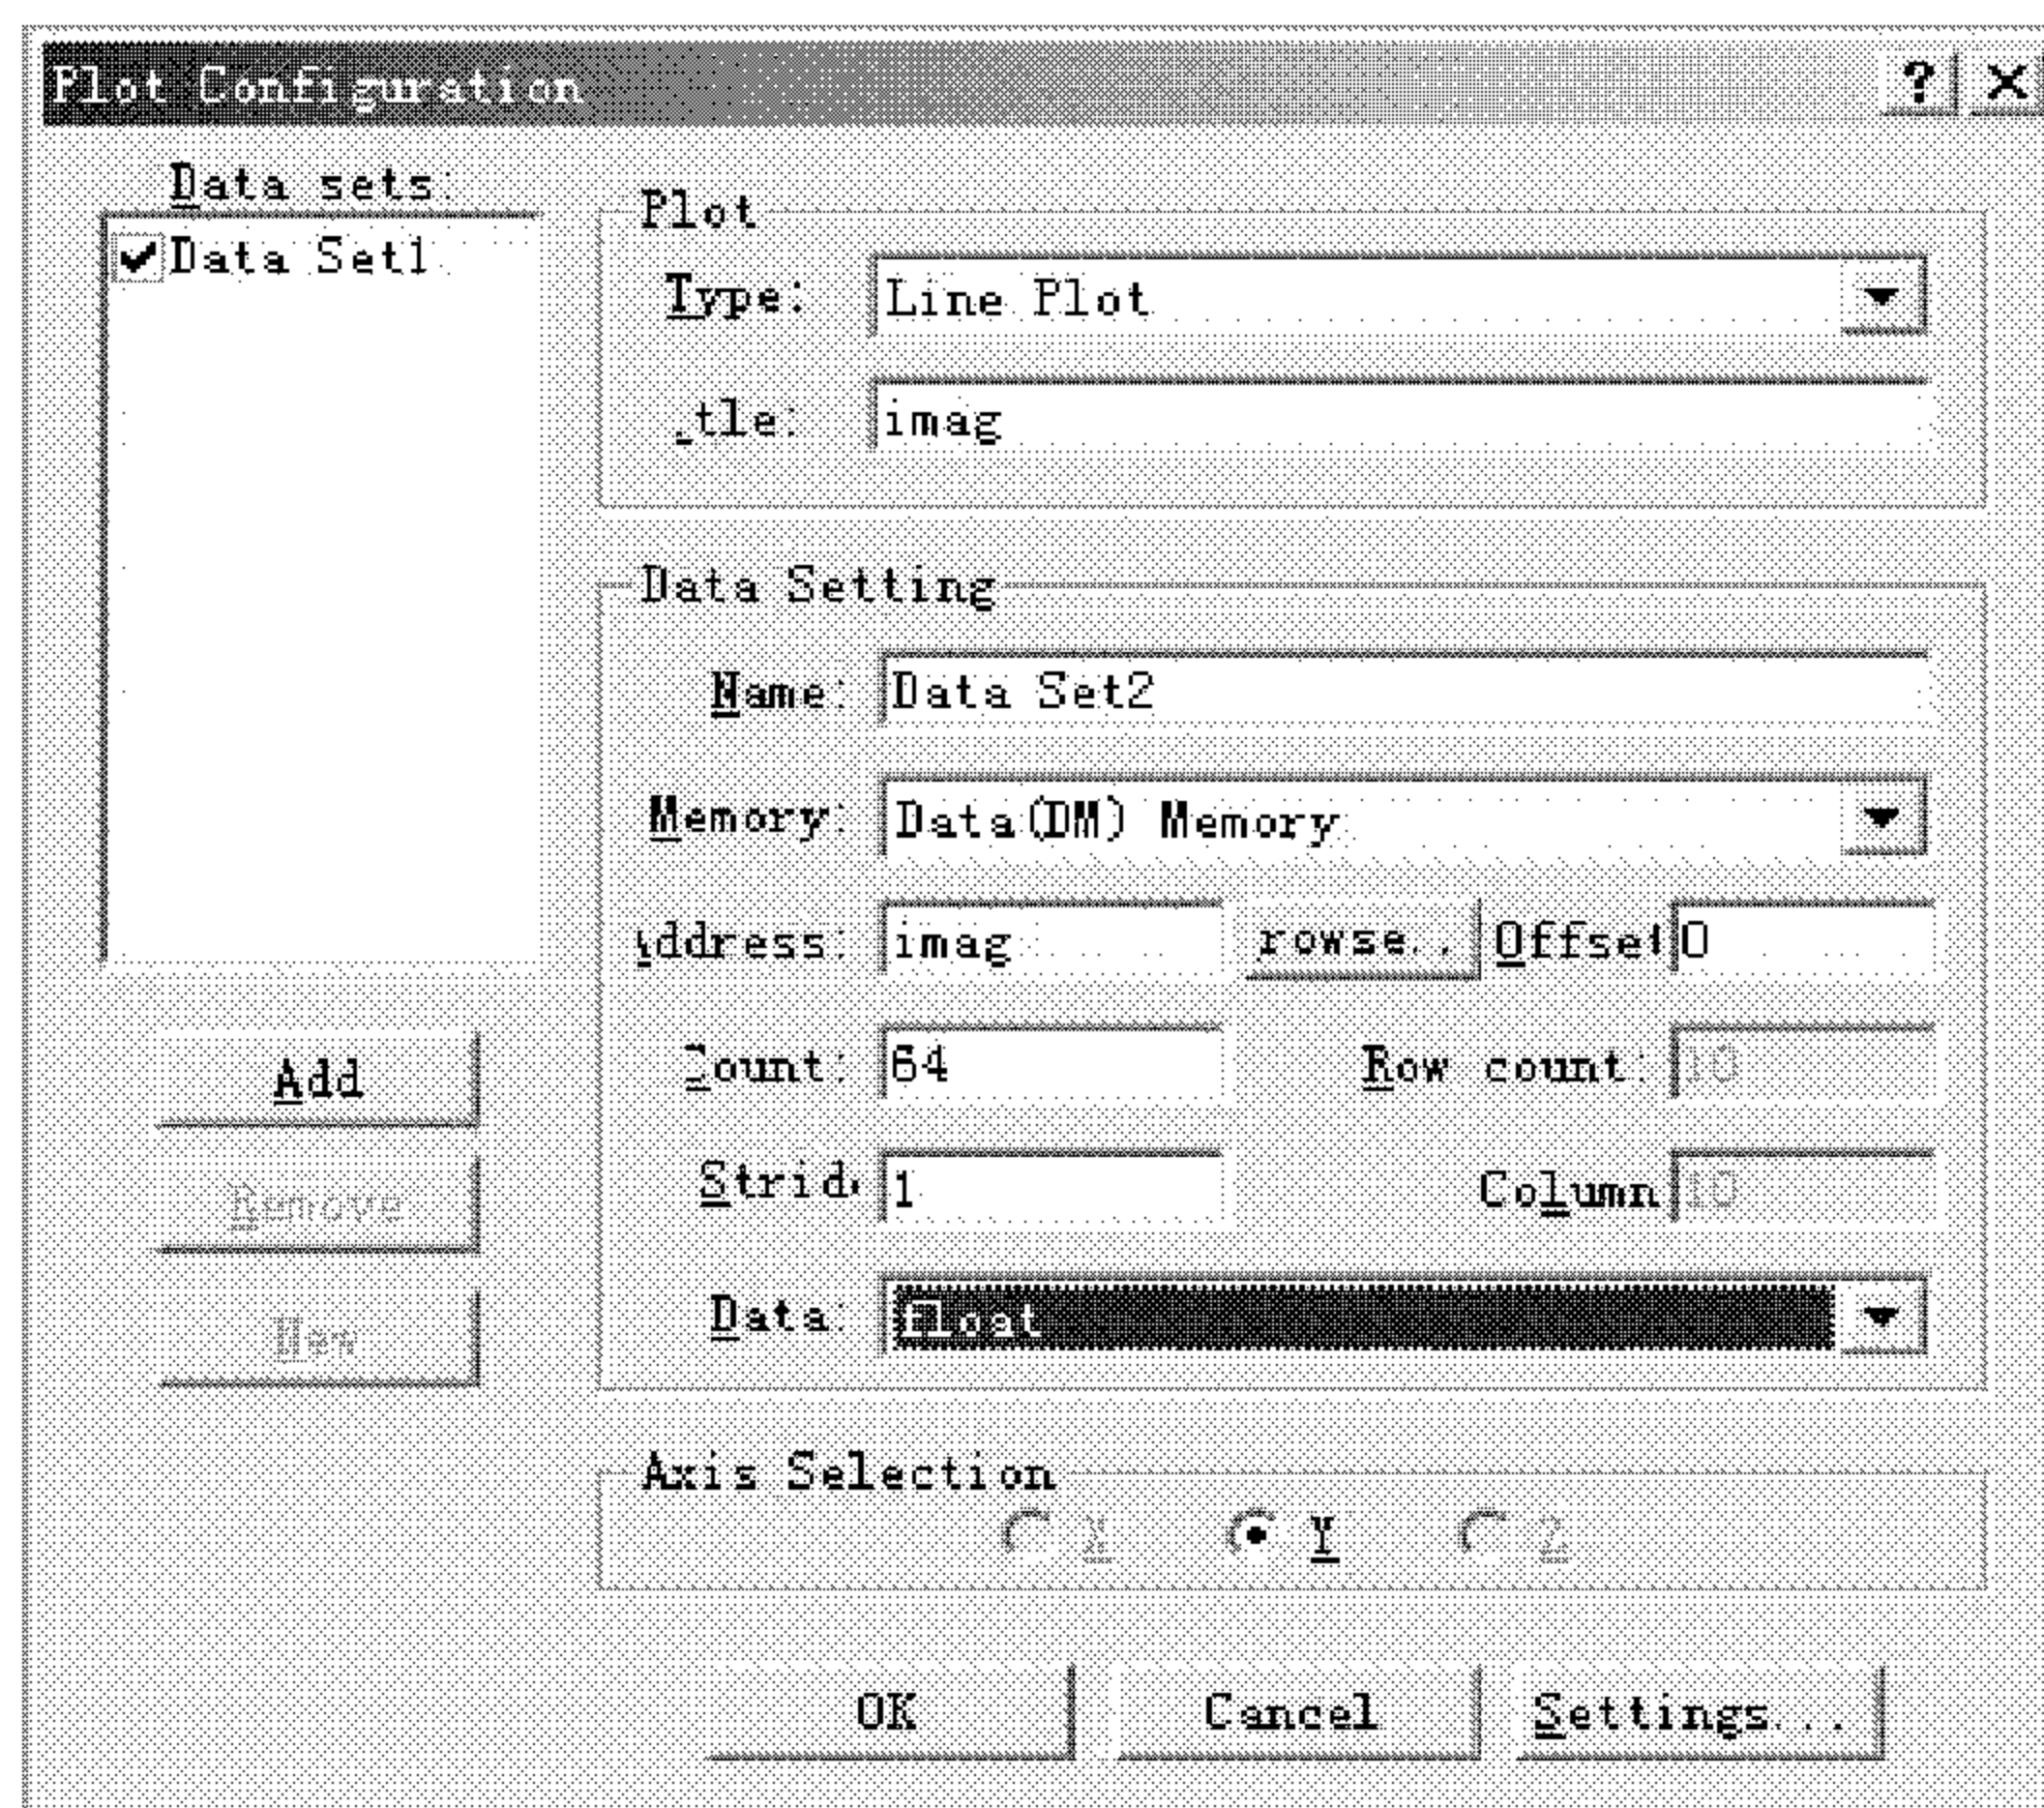 Plot Configuration
Data sets:
Data Set1
Add
Remove
New
Plot
Type: Line Plot
tle: imag
Data Setting
Name: Data Set2
Memory: Data(DM) Memory
ddress: imag rowse.. Offset 0
Count: 64 Row count: 10
Strid 1 Column 10
Data: float
Axis Selection
X Y Z
OK Cancel Settings...